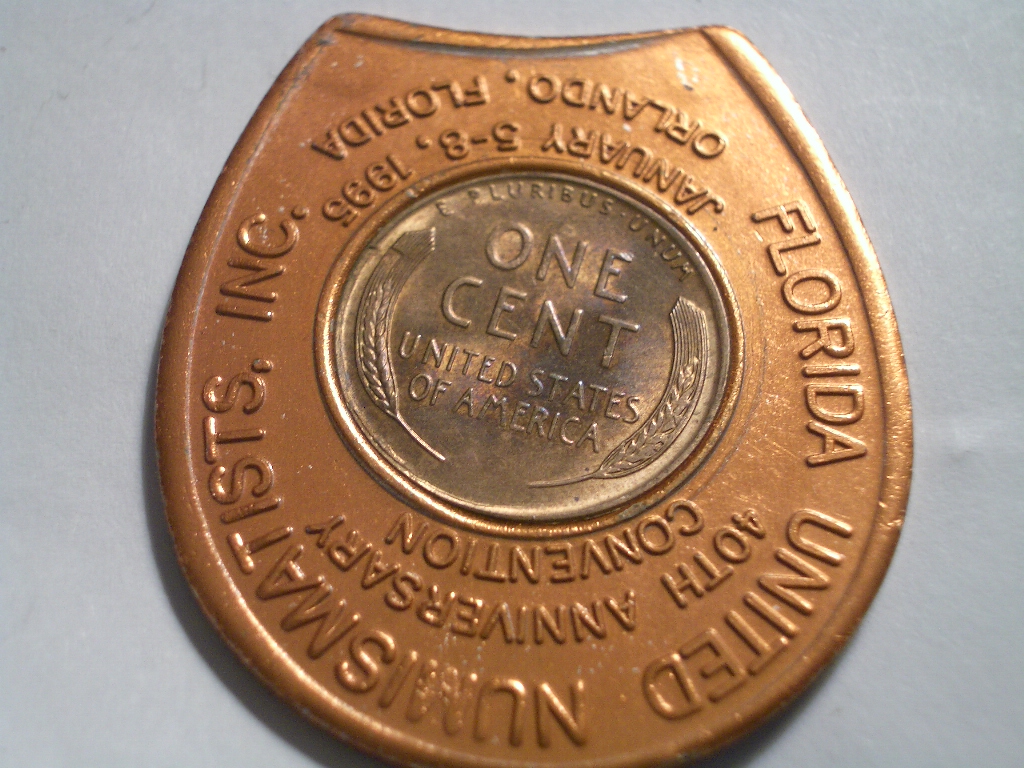 FLORIDA UNITED NUMISMATISTS, INC.
40TH ANNIVERSARY
CONVENTION
JANUARY 5-8, 1995
ORLANDO, FLORIDA
E·PLURIBUS·UNUM
ONE
CENT
UNITED STATES
OF AMERICA